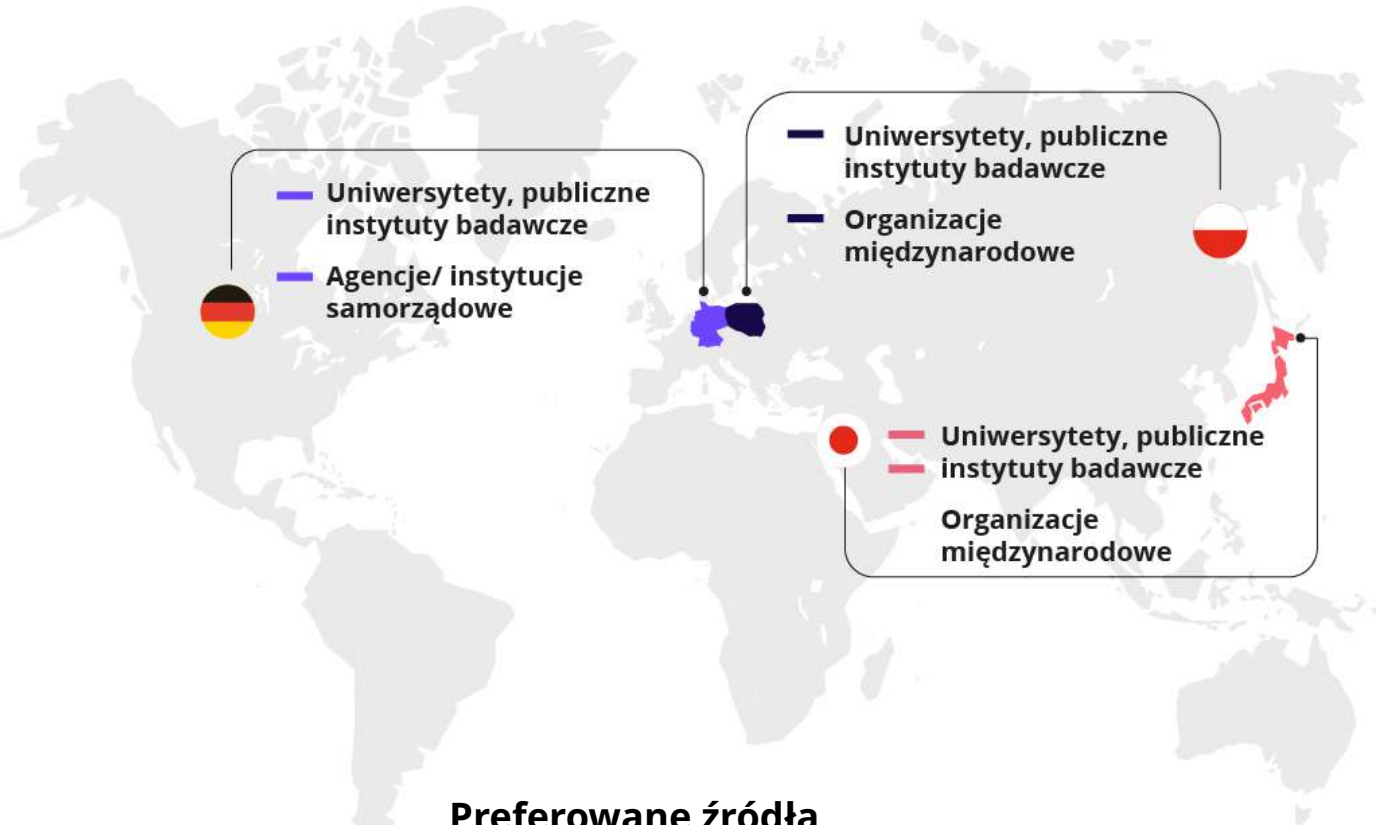 Uniwersytety, publiczne
instytuty badawcze
Agencje/ instytucje
samorządowe
Uniwersytety, publiczne
instytuty badawcze
Organizacje
międzynarodowe
Uniwersytety, publiczne
instytuty badawcze
Organizacje
międzynarodowe
Preferowane źródła